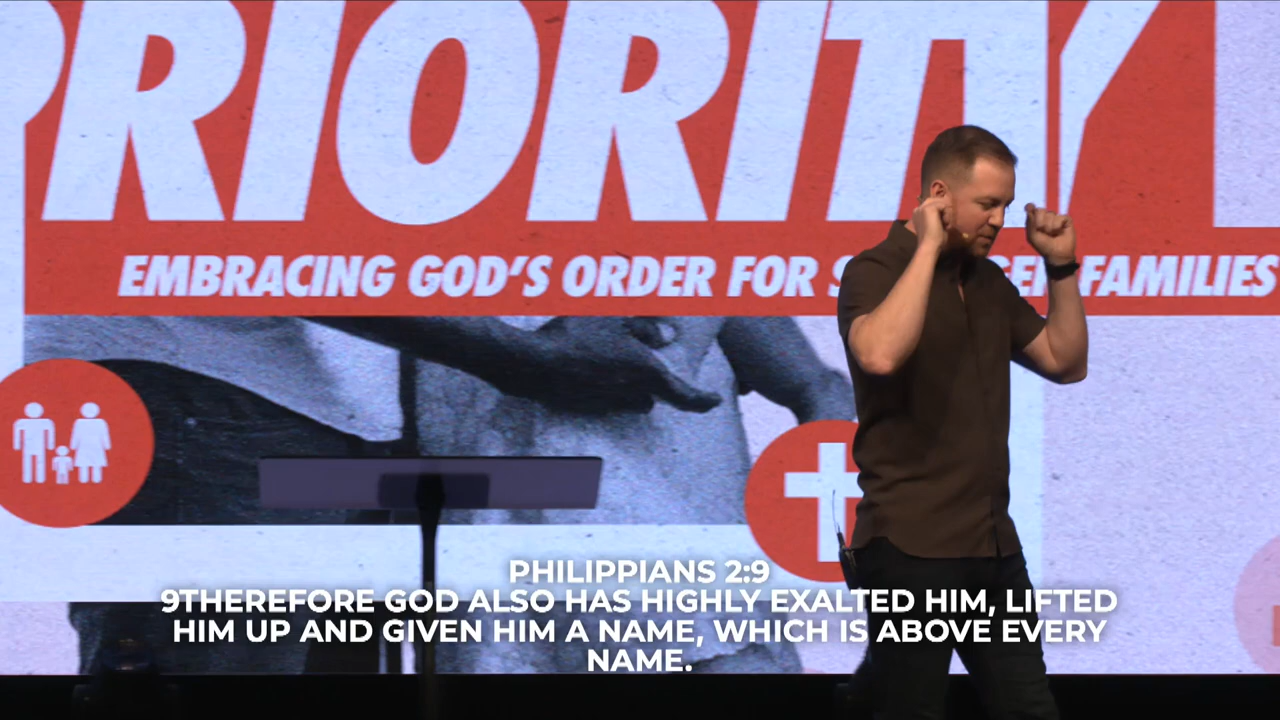 PRIORITY
EMBRACING GOD'S ORDER FOR FAMILIES
PHILIPPIANS 2:9
9THEREFORE GOD ALSO HAS HIGHLY EXALTED HIM, LIFTED
HIM UP AND GIVEN HIM A NAME, WHICH IS ABOVE EVERY
NAME.